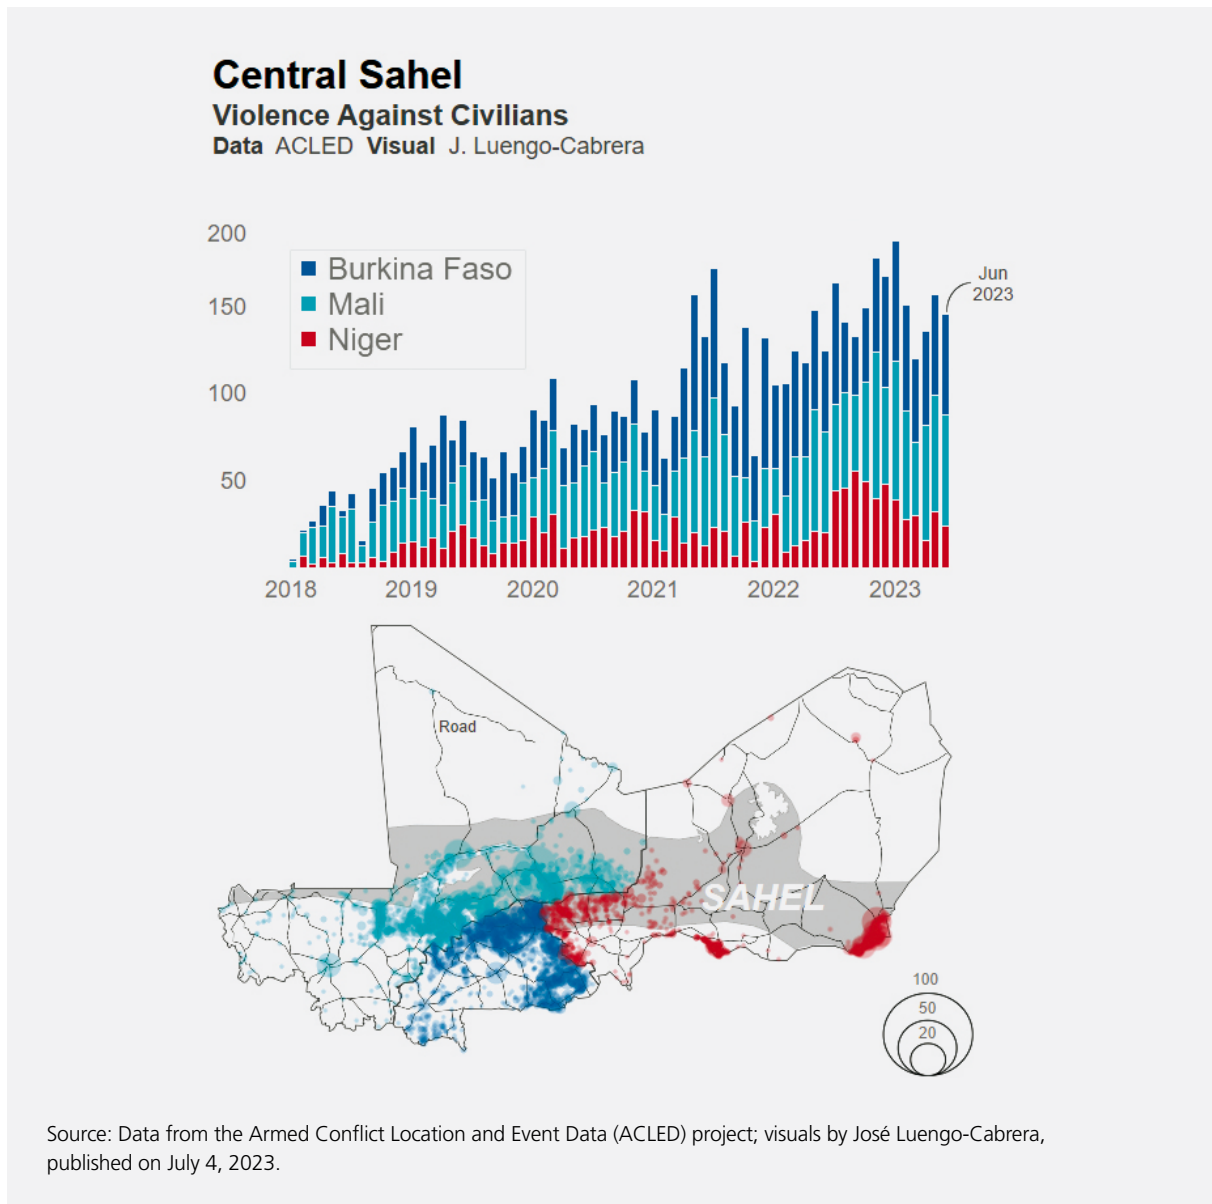 Central Sahel
Violence Against Civilians
Data ACLED Visual J. Luengo-Cabrera
200
150
100
50
Burkina Faso
Mali
Niger
Jun
2023
2018 2019 2020 2021 2022 2023
Road
SAHEL
100
50
20
Source: Data from the Armed Conflict Location and Event Data (ACLED) project; visuals by José Luengo-Cabrera,
published on July 4, 2023.